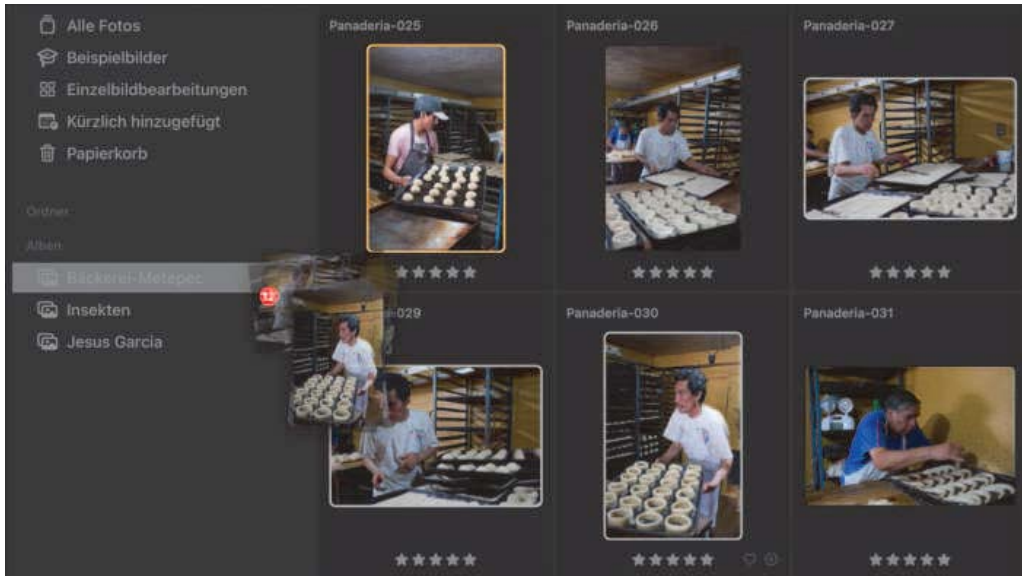 Alle Fotos
Beispielbilder
Einzelbildbearbeitungen
Kürzlich hinzugefügt
Papierkorb
Ordner
Alben
Bäckerei-Metepec
Insekten
Jesus Garcia
Panaderia-025
Panaderia-026
Panaderia-027
-029
Panaderia-030
Panaderia-031
12